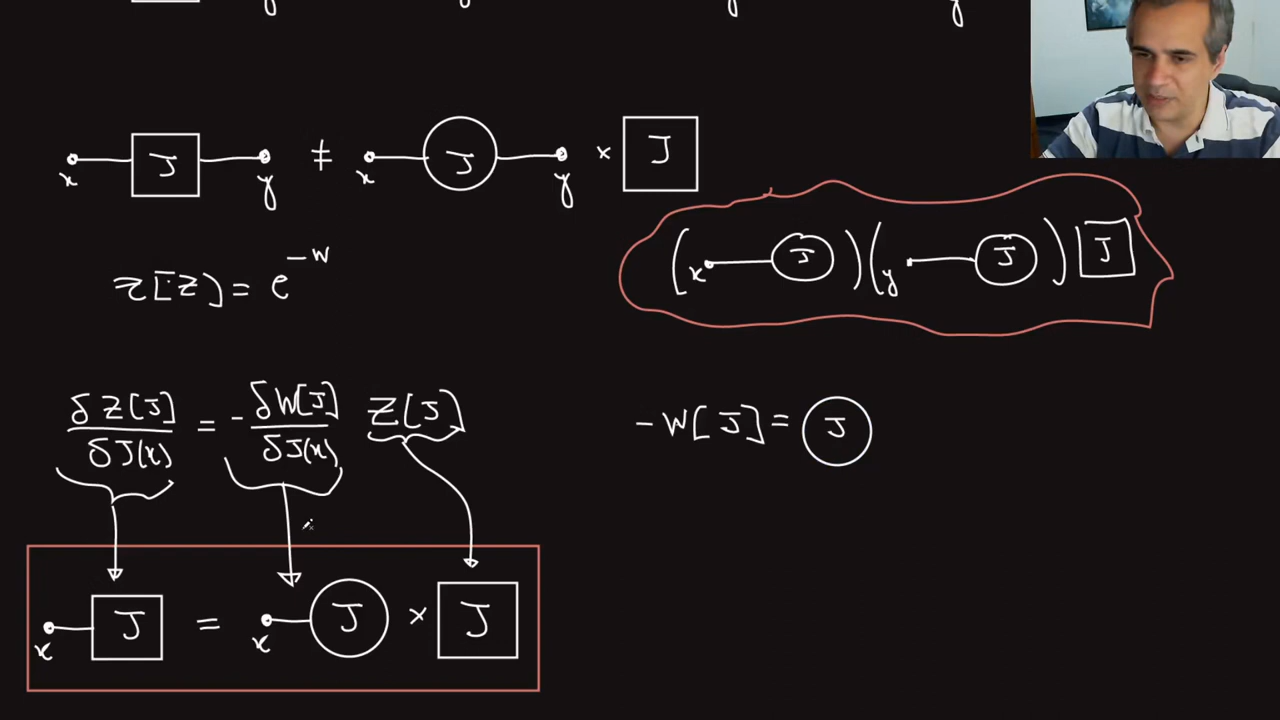 y
x J y ≠ x J y × J
(x J)(y J) J
Z[Z] = e^{-W}
δZ[J]/δJ(x) = - δW[J]/δJ(x) Z[J]
-W[J] = J
x J = x J × J